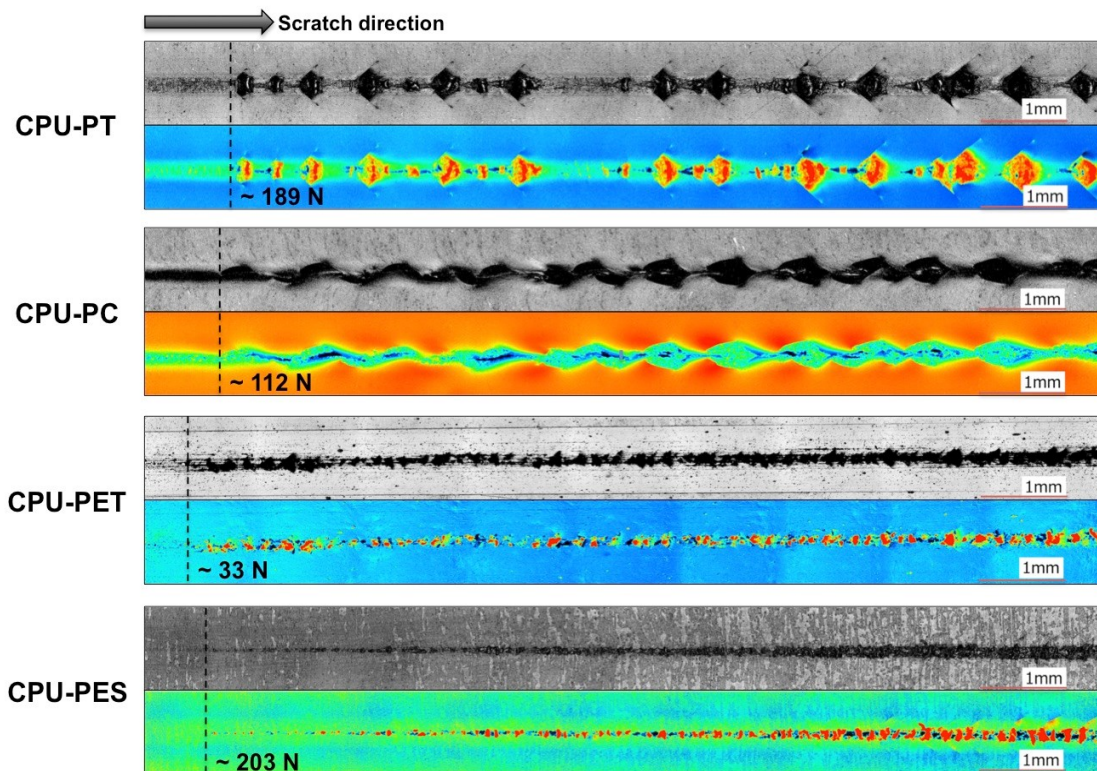 Scratch direction
CPU-PT
1mm
~ 189 N
1mm
CPU-PC
1mm
~ 112 N
1mm
CPU-PET
1mm
~ 33 N
1mm
CPU-PES
1mm
~ 203 N
1mm